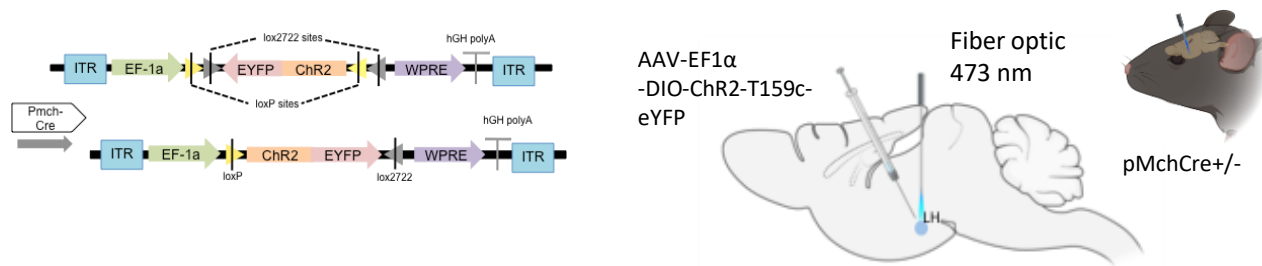 lox2722 sites
hGH polyA
ITR
EF-1a
EYFP
ChR2
WPRE
ITR
loxP sites
Pmch-
Cre
hGH polyA
ITR
EF-1a
ChR2
EYFP
WPRE
ITR
loxP
lox2722
AAV-EF1α
-DIO-ChR2-T159c-
eYFP
Fiber optic
473 nm
LH
pMchCre+/-